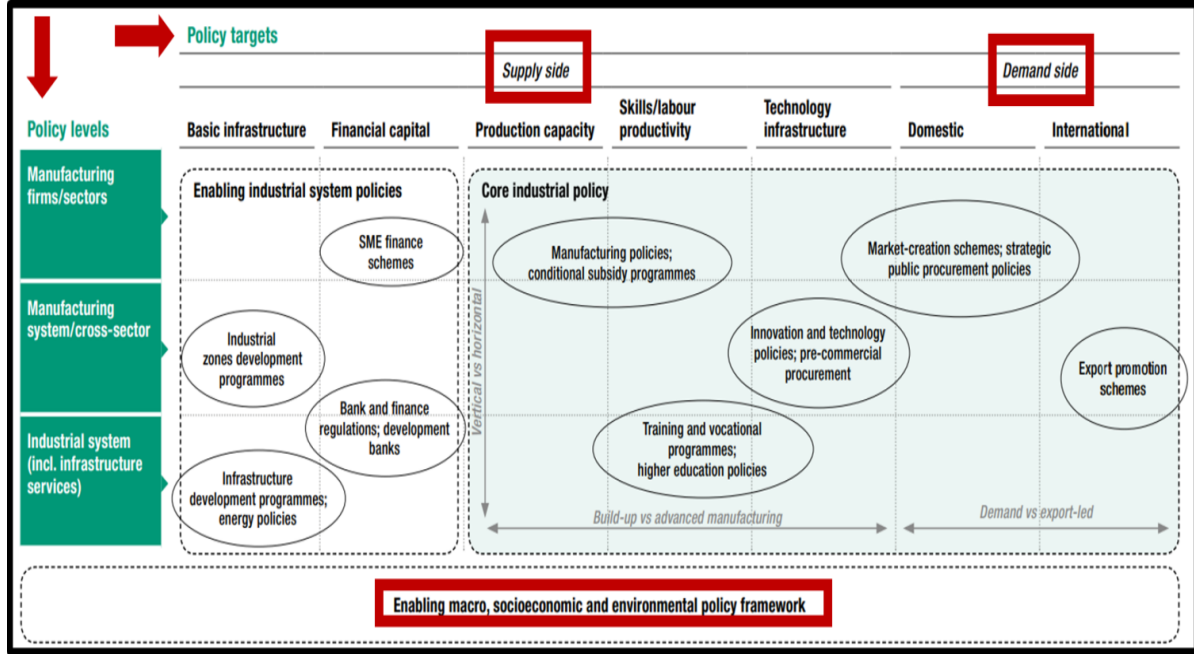 Policy targets
Supply side
Demand side
Policy levels
Basic infrastructure
Financial capital
Production capacity
Skills/labour
productivity
Technology
infrastructure
Domestic
International
Manufacturing
firms/sectors
Manufacturing
system/cross-sector
Industrial system
(incl. infrastructure
services)
Enabling industrial system policies
SME finance
schemes
Industrial
zones development
programmes
Bank and finance
regulations; development
banks
Infrastructure
development programmes;
energy policies
Core industrial policy
Vertical vs horizontal
Manufacturing policies;
conditional subsidy programmes
Market-creation schemes; strategic
public procurement policies
Innovation and technology
policies; pre-commercial
procurement
Export promotion
schemes
Training and vocational
programmes;
higher education policies
Build-up vs advanced manufacturing
Demand vs export-led
Enabling macro, socioeconomic and environmental policy framework